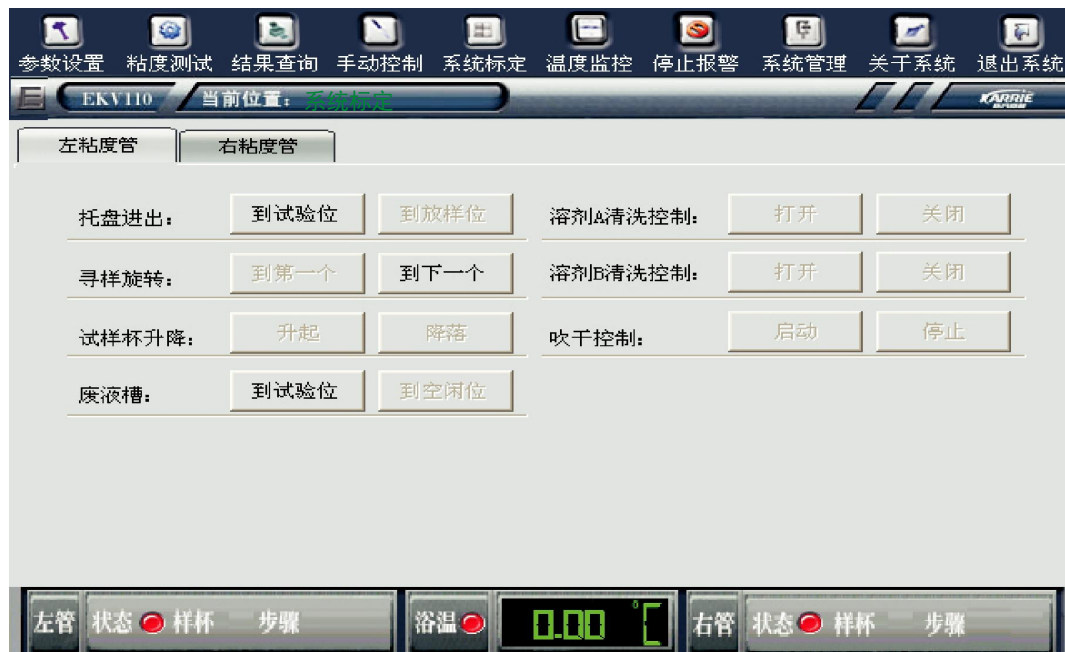 参数设置 粘度测试 结果查询 手动控制 系统标定 温度监控 停止报警 系统管理 关于系统 退出系统
EKV110 当前位置：系统标定 KARRIE
左粘度管 右粘度管
托盘进出： 到试验位 到放样位 溶剂A清洗控制： 打开 关闭
寻样旋转： 到第一个 到下一个 溶剂B清洗控制： 打开 关闭
试样杯升降： 升起 降落 吹干控制： 启动 停止
废液槽： 到试验位 到空闲位
左管 状态 样杯 步骤 浴温 0.00 ℃ 右管 状态 样杯 步骤